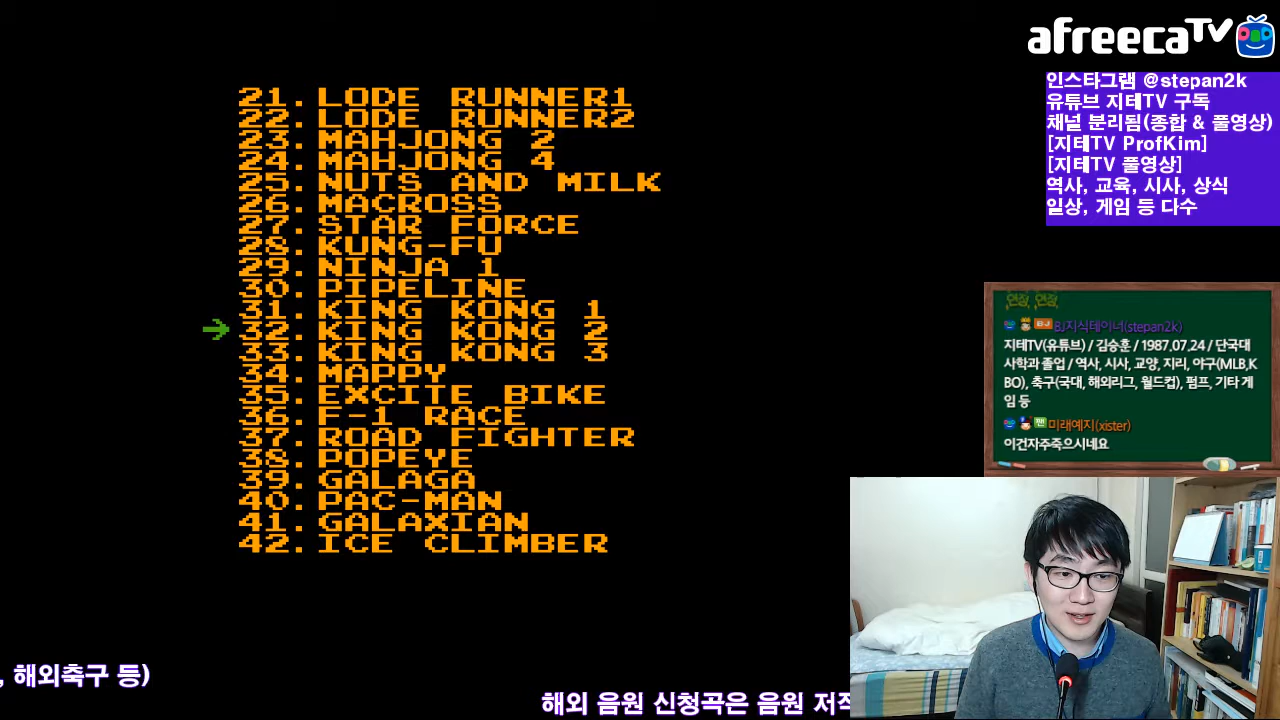 afreecaTV
인스타그램 @stepan2k
유튜브 지테TV 구독
채널 분리됨(종합 & 풀영상)
[지테TV ProfKim]
[지테TV 풀영상]
역사, 교육, 시사, 상식
일상, 게임 등 다수
21. LODE RUNNER1
22. LODE RUNNER2
23. MAHJONG 2
24. MAHJONG 4
25. NUTS AND MILK
26. MACROSS
27. STAR FORCE
28. KUNG-FU
29. NINJA 1
30. PIPELINE
31. KING KONG 1
→ 32. KING KONG 2
33. KING KONG 3
34. MAPPY
35. EXCITE BIKE
36. F-1 RACE
37. ROAD FIGHTER
38. POPEYE
39. GALAGA
40. PAC-MAN
41. GALAXIAN
42. ICE CLIMBER
BJ BJ지식테이너(stepan2k)
지테TV(유튜브) / 김승훈 / 1987.07.24 / 단국대
사학과 졸업 / 역사, 시사, 교양, 지리, 야구(MLB,K
BO), 축구(국대, 해외리그, 월드컵), 펌프, 기타 게
임 등
팬 미래예지(xister)
이건자주죽으시네요
, 해외축구 등)
해외 음원 신청곡은 음원 저작